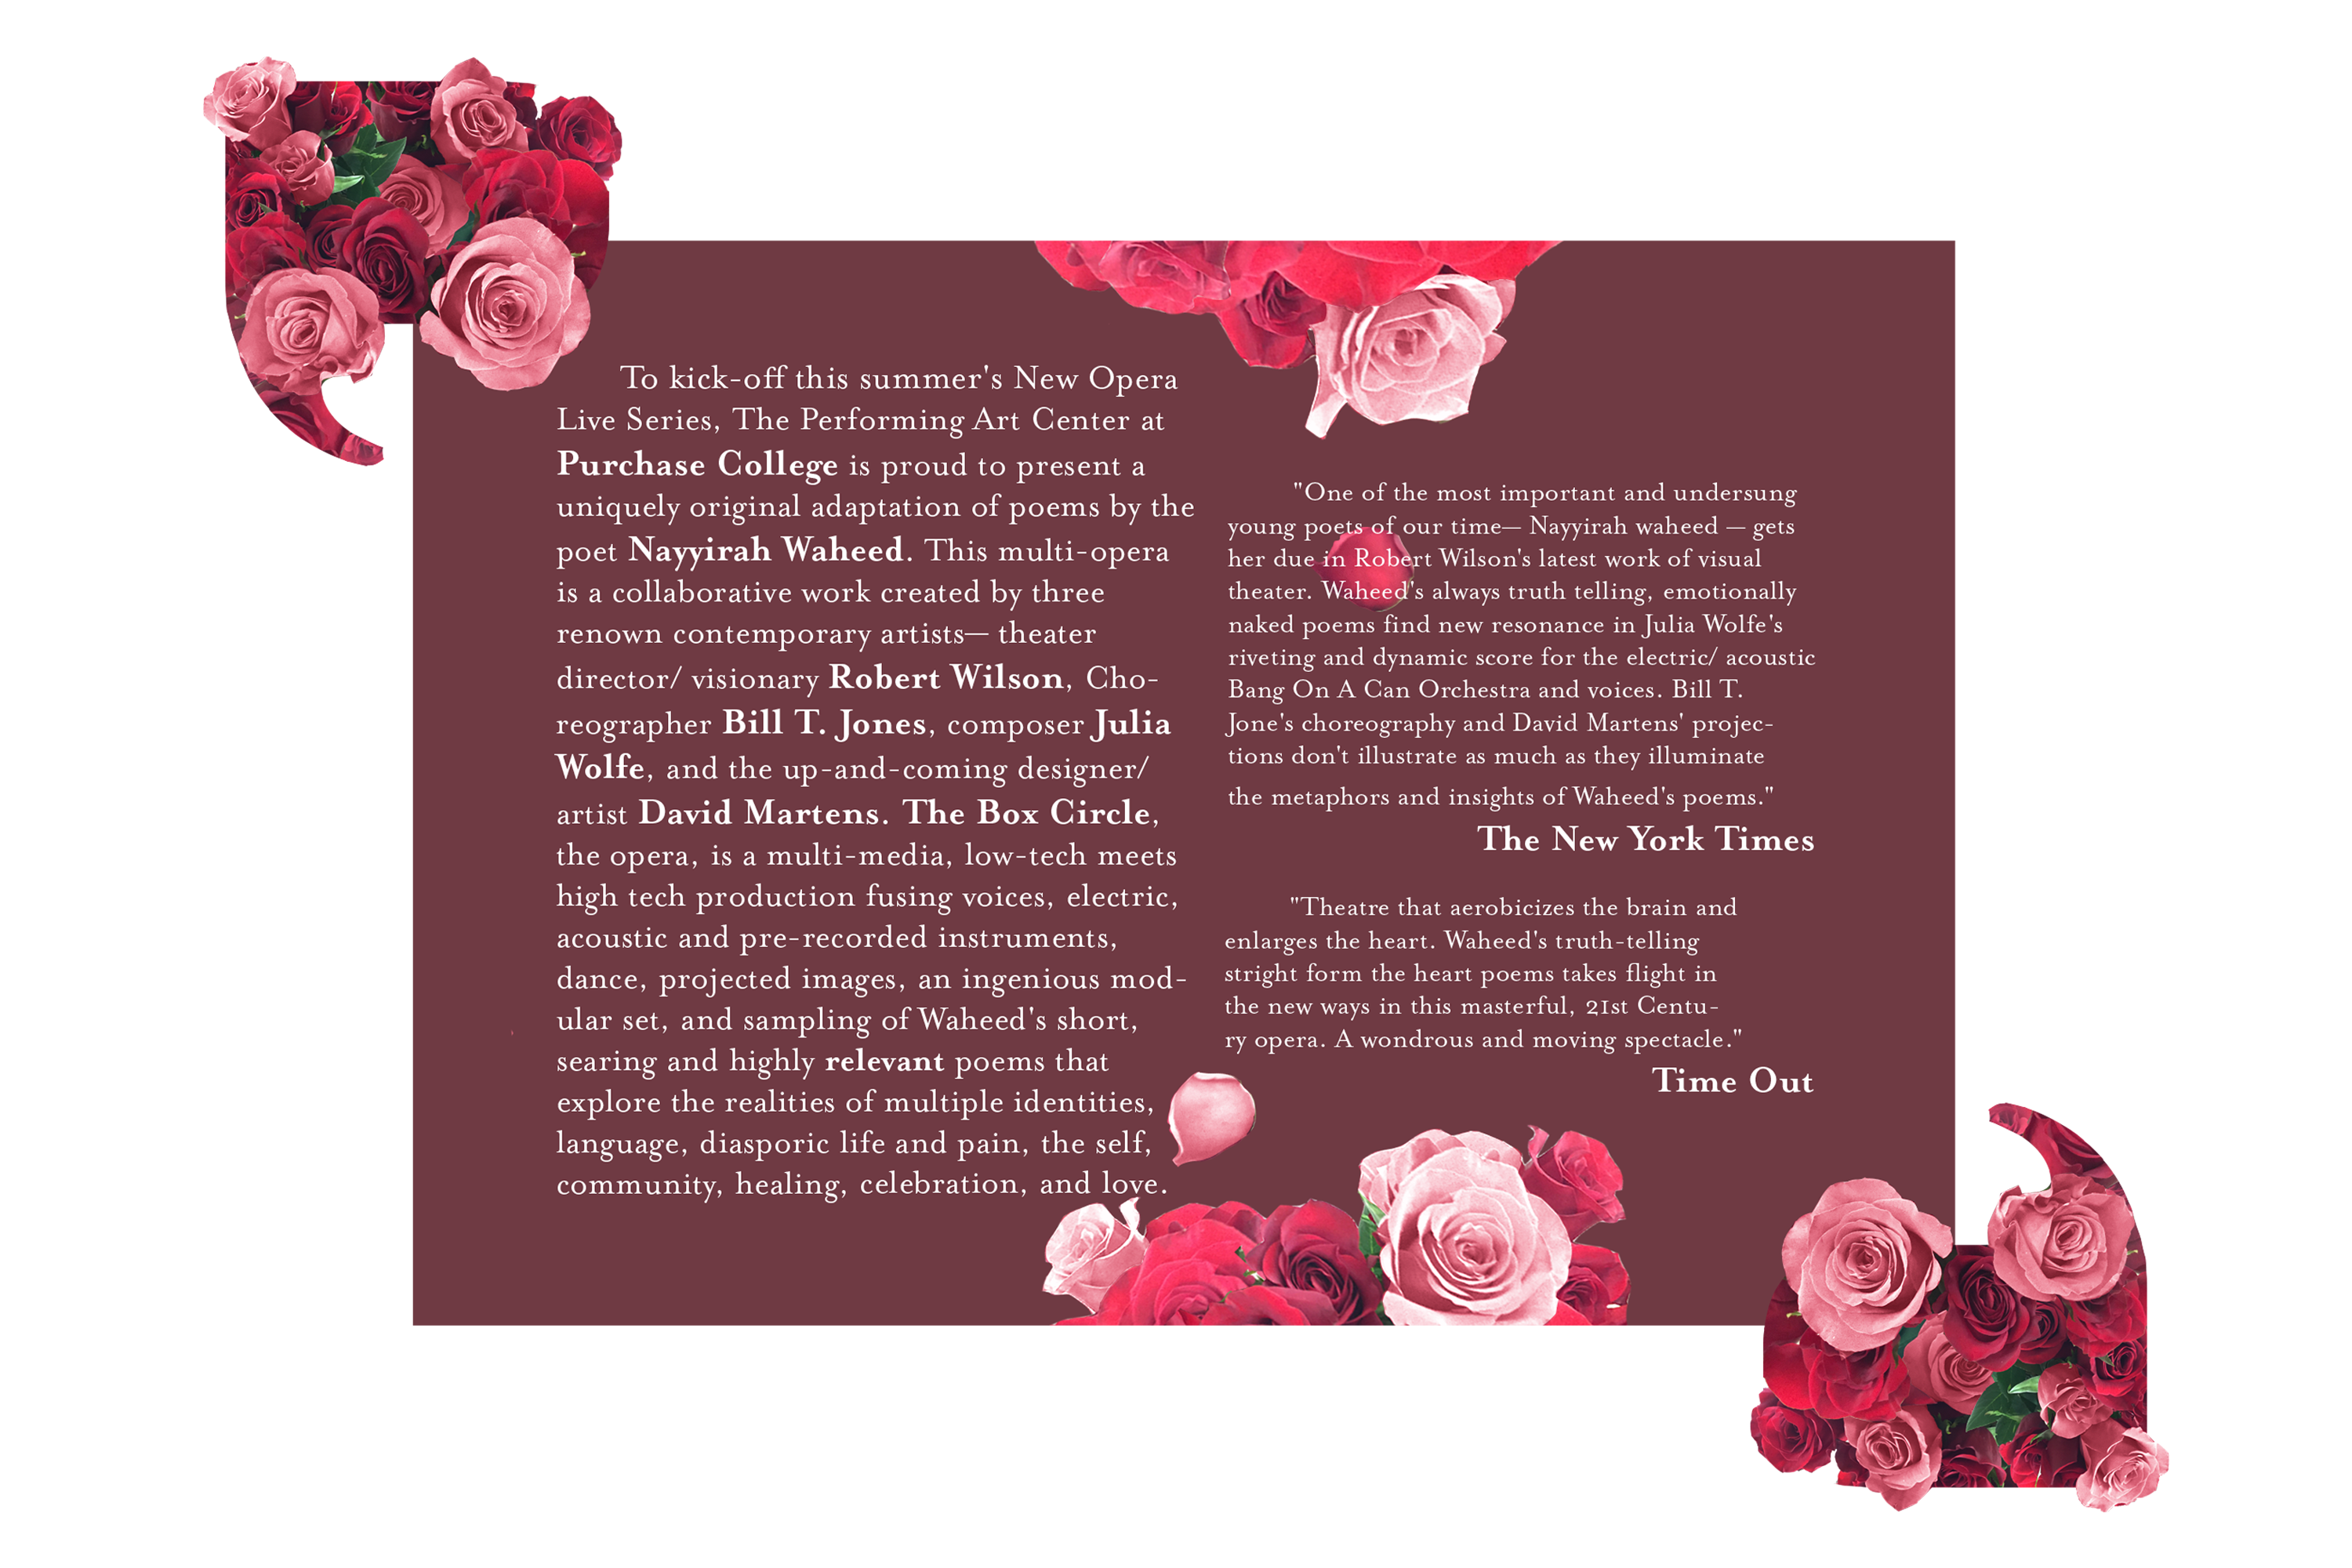 To kick-off this summer's New Opera
Live Series, The Performing Art Center at
Purchase College is proud to present a
uniquely original adaptation of poems by the
poet Nayyirah Waheed. This multi-opera
is a collaborative work created by three
renown contemporary artists— theater
director/ visionary Robert Wilson, Cho-
reographer Bill T. Jones, composer Julia
Wolfe, and the up-and-coming designer/
artist David Martens. The Box Circle,
the opera, is a multi-media, low-tech meets
high tech production fusing voices, electric,
acoustic and pre-recorded instruments,
dance, projected images, an ingenious mod-
ular set, and sampling of Waheed's short,
searing and highly relevant poems that
explore the realities of multiple identities,
language, diasporic life and pain, the self,
community, healing, celebration, and love.
"One of the most important and undersung
young poets of our time— Nayyirah waheed — gets
her due in Robert Wilson's latest work of visual
theater. Waheed's always truth telling, emotionally
naked poems find new resonance in Julia Wolfe's
riveting and dynamic score for the electric/ acoustic
Bang On A Can Orchestra and voices. Bill T.
Jone's choreography and David Martens' projec-
tions don't illustrate as much as they illuminate
the metaphors and insights of Waheed's poems."
The New York Times
"Theatre that aerobicizes the brain and
enlarges the heart. Waheed's truth-telling
stright form the heart poems takes flight in
the new ways in this masterful, 21st Centu-
ry opera. A wondrous and moving spectacle."
Time Out